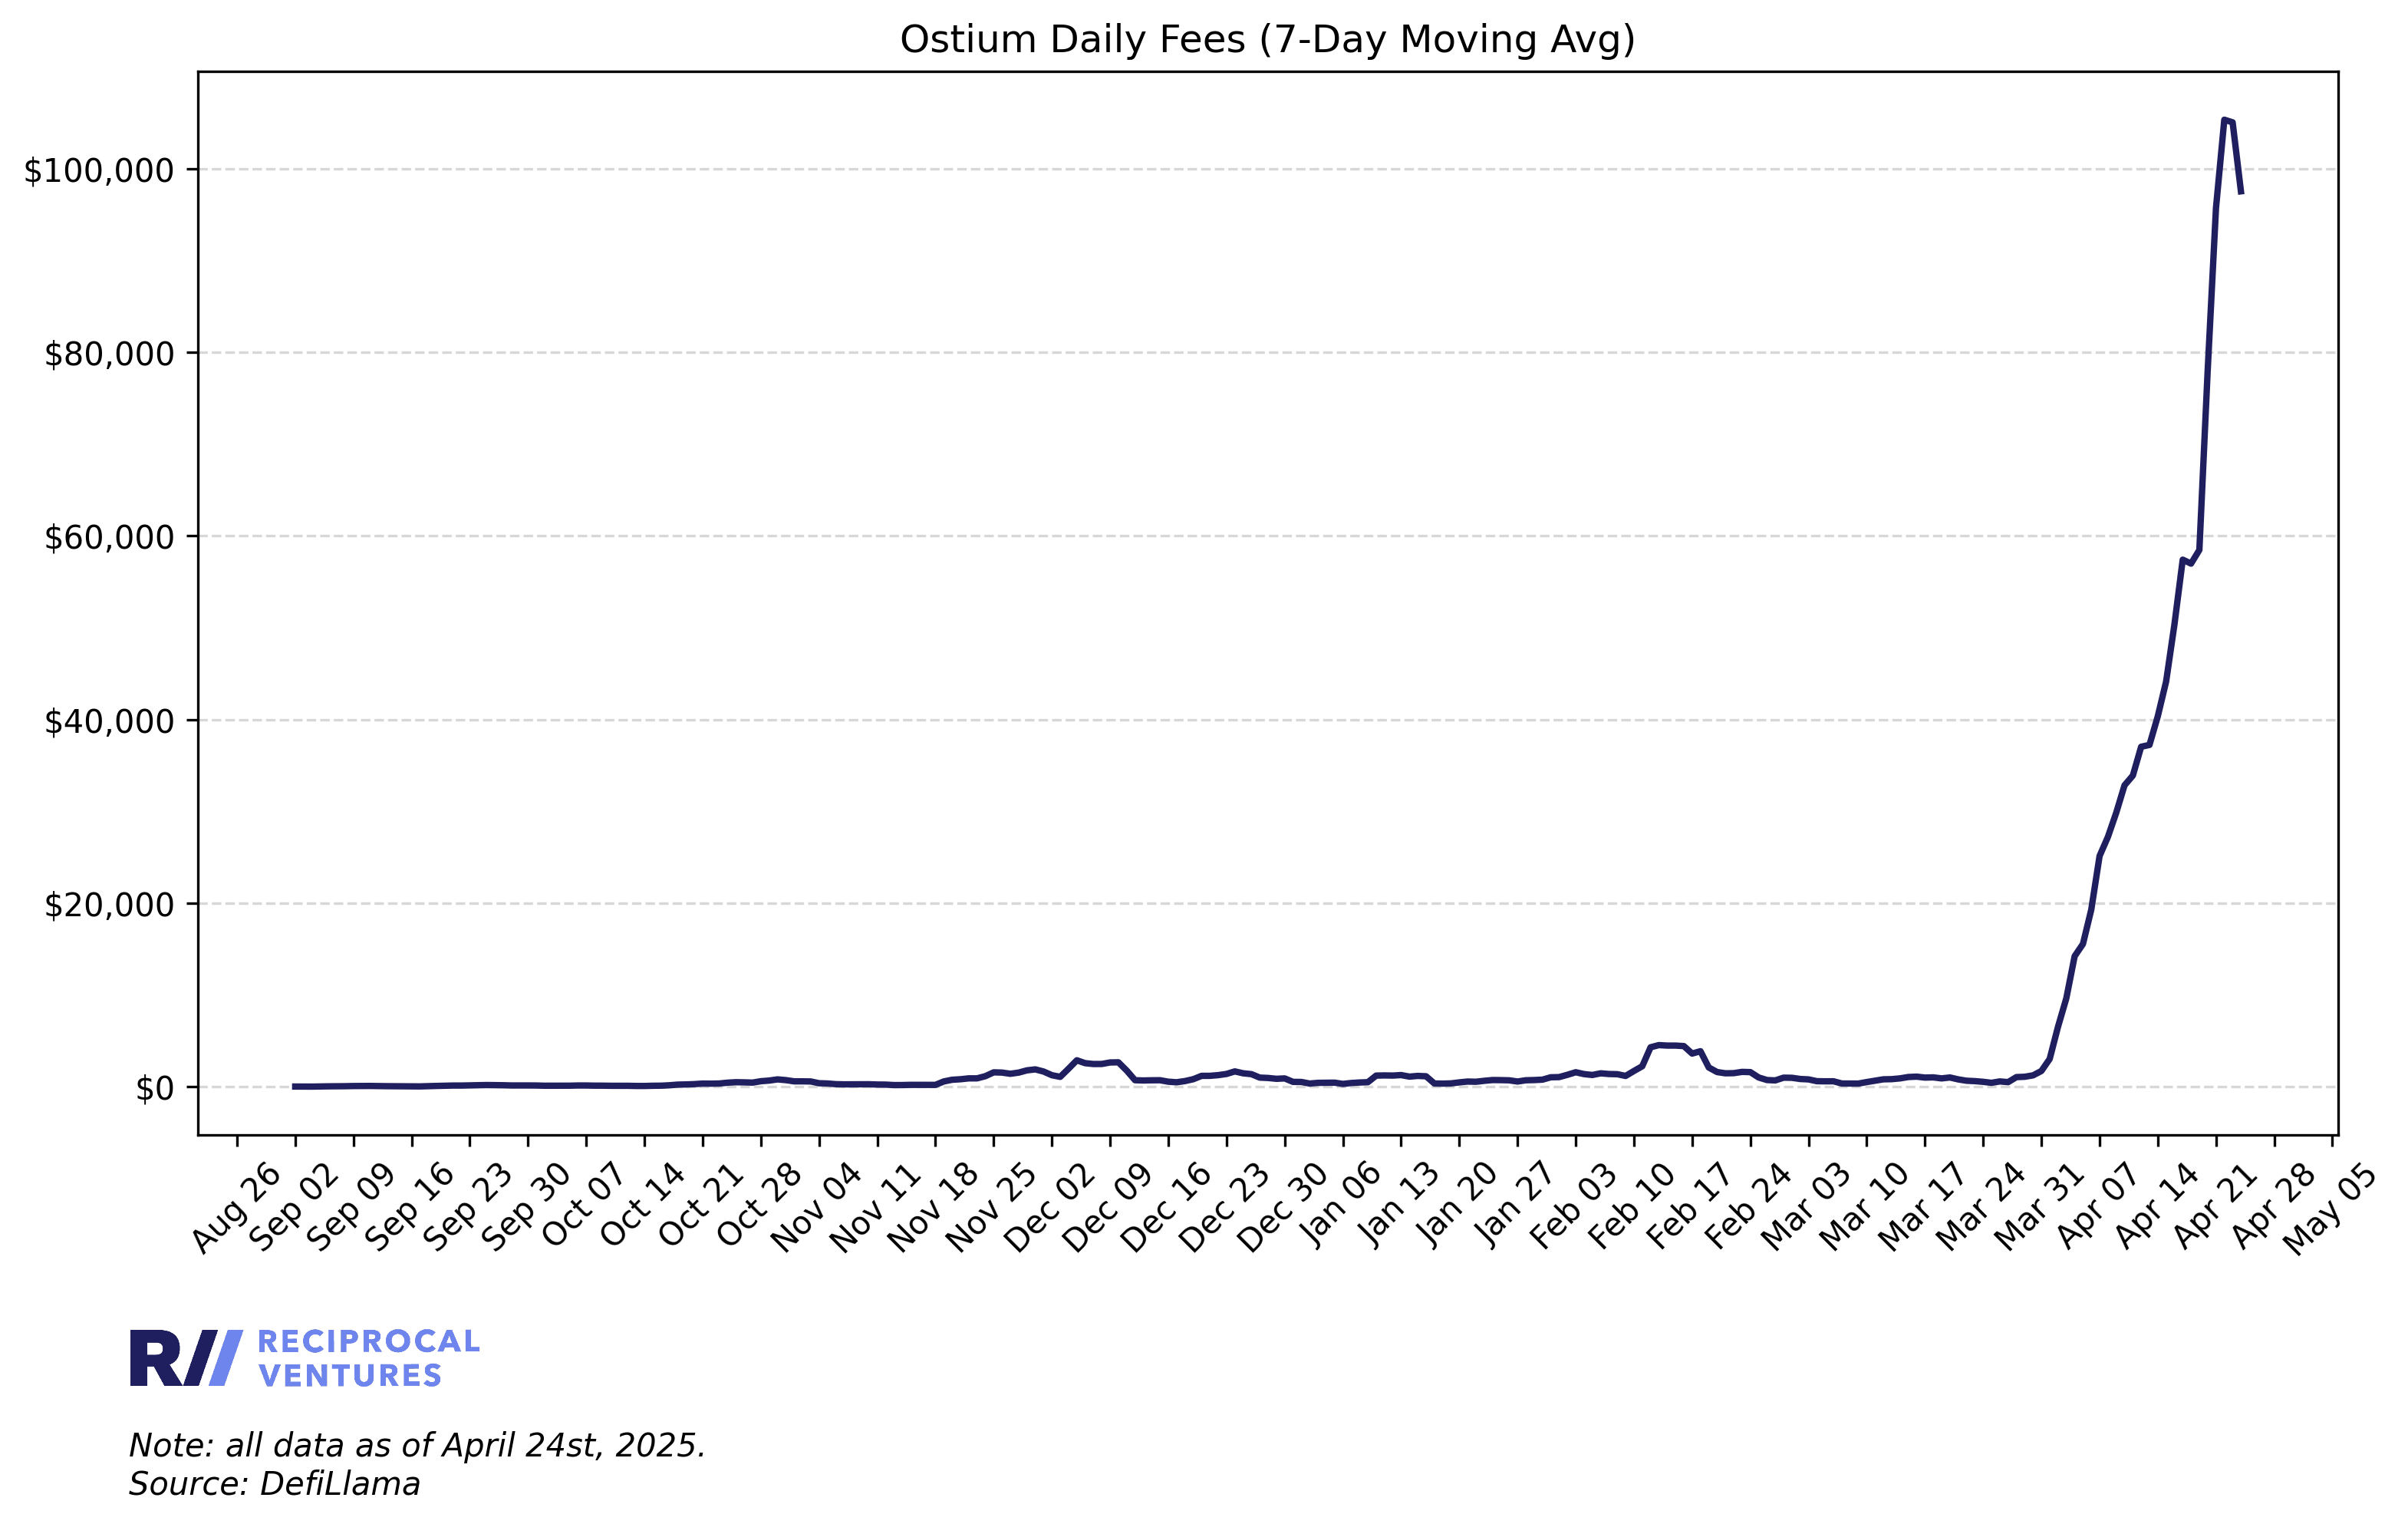 Ostium Daily Fees (7-Day Moving Avg)
$100,000
$80,000
$60,000
$40,000
$20,000
$0
Aug 26
Sep 02
Sep 09
Sep 16
Sep 23
Sep 30
Oct 07
Oct 14
Oct 21
Oct 28
Nov 04
Nov 11
Nov 18
Nov 25
Dec 02
Dec 09
Dec 16
Dec 23
Dec 30
Jan 06
Jan 13
Jan 20
Jan 27
Feb 03
Feb 10
Feb 17
Feb 24
Mar 03
Mar 10
Mar 17
Mar 24
Mar 31
Apr 07
Apr 14
Apr 21
Apr 28
May 05
R// RECIPROCAL
VENTURES
Note: all data as of April 24st, 2025.
Source: DefiLlama